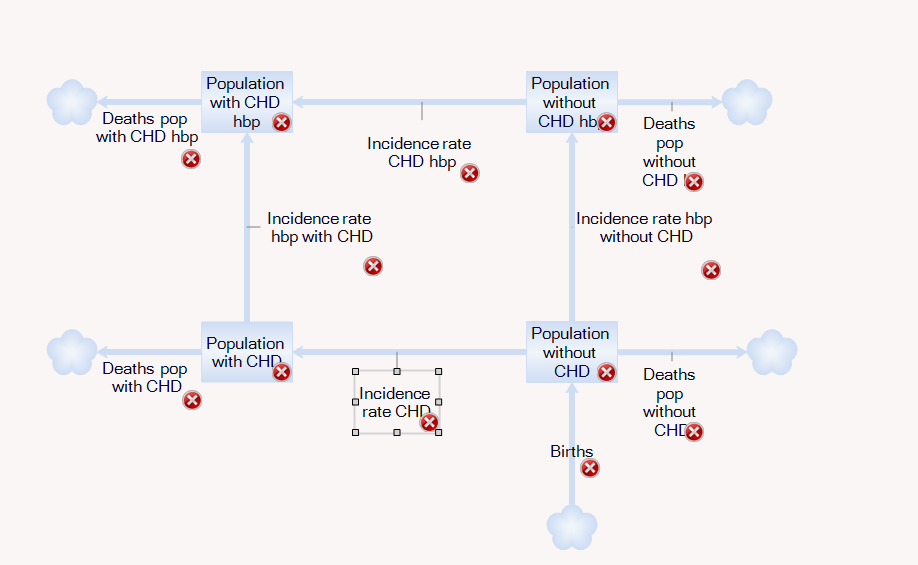 Population
with CHD
hbp
Population
without
CHD hb
Deaths pop
with CHD hbp
Incidence rate
CHD hbp
Deaths
pop
without
CHD
Incidence rate
hbp with CHD
Incidence rate hbp
without CHD
Population
with CHD
Population
without
CHD
Deaths pop
with CHD
Incidence
rate CHD
Deaths
pop
without
CHD
Births